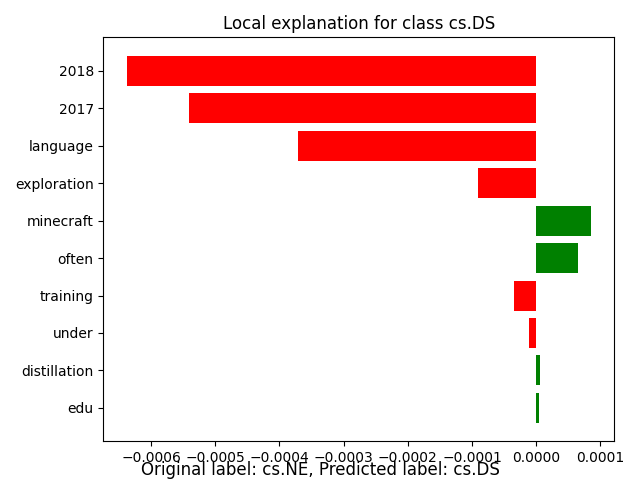 Local explanation for class cs.DS
2018
2017
language
exploration
minecraft
often
training
under
distillation
edu
−0.0006 −0.0005 −0.0004 −0.0003 −0.0002 −0.0001 0.0000 0.0001
Original label: cs.NE, Predicted label: cs.DS